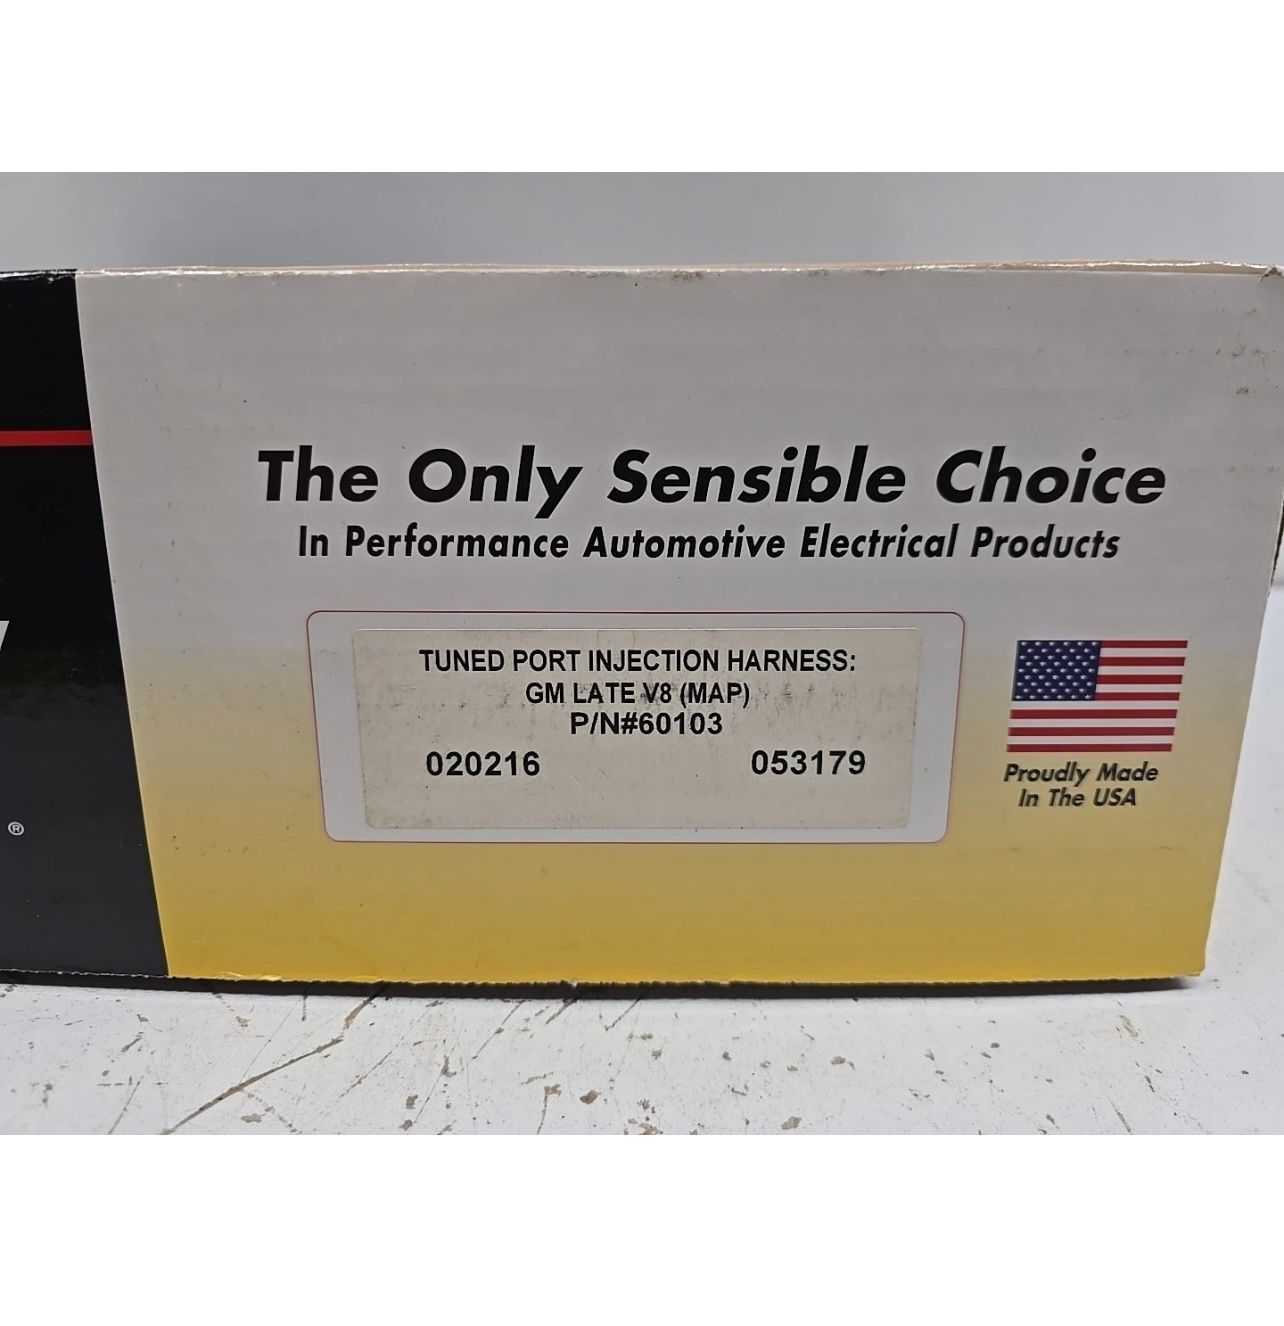 The Only Sensible Choice
In Performance Automotive Electrical Products
TUNED PORT INJECTION HARNESS:
GM LATE V8 (MAP)
P/N#60103
020216 053179
Proudly Made
In The USA
®